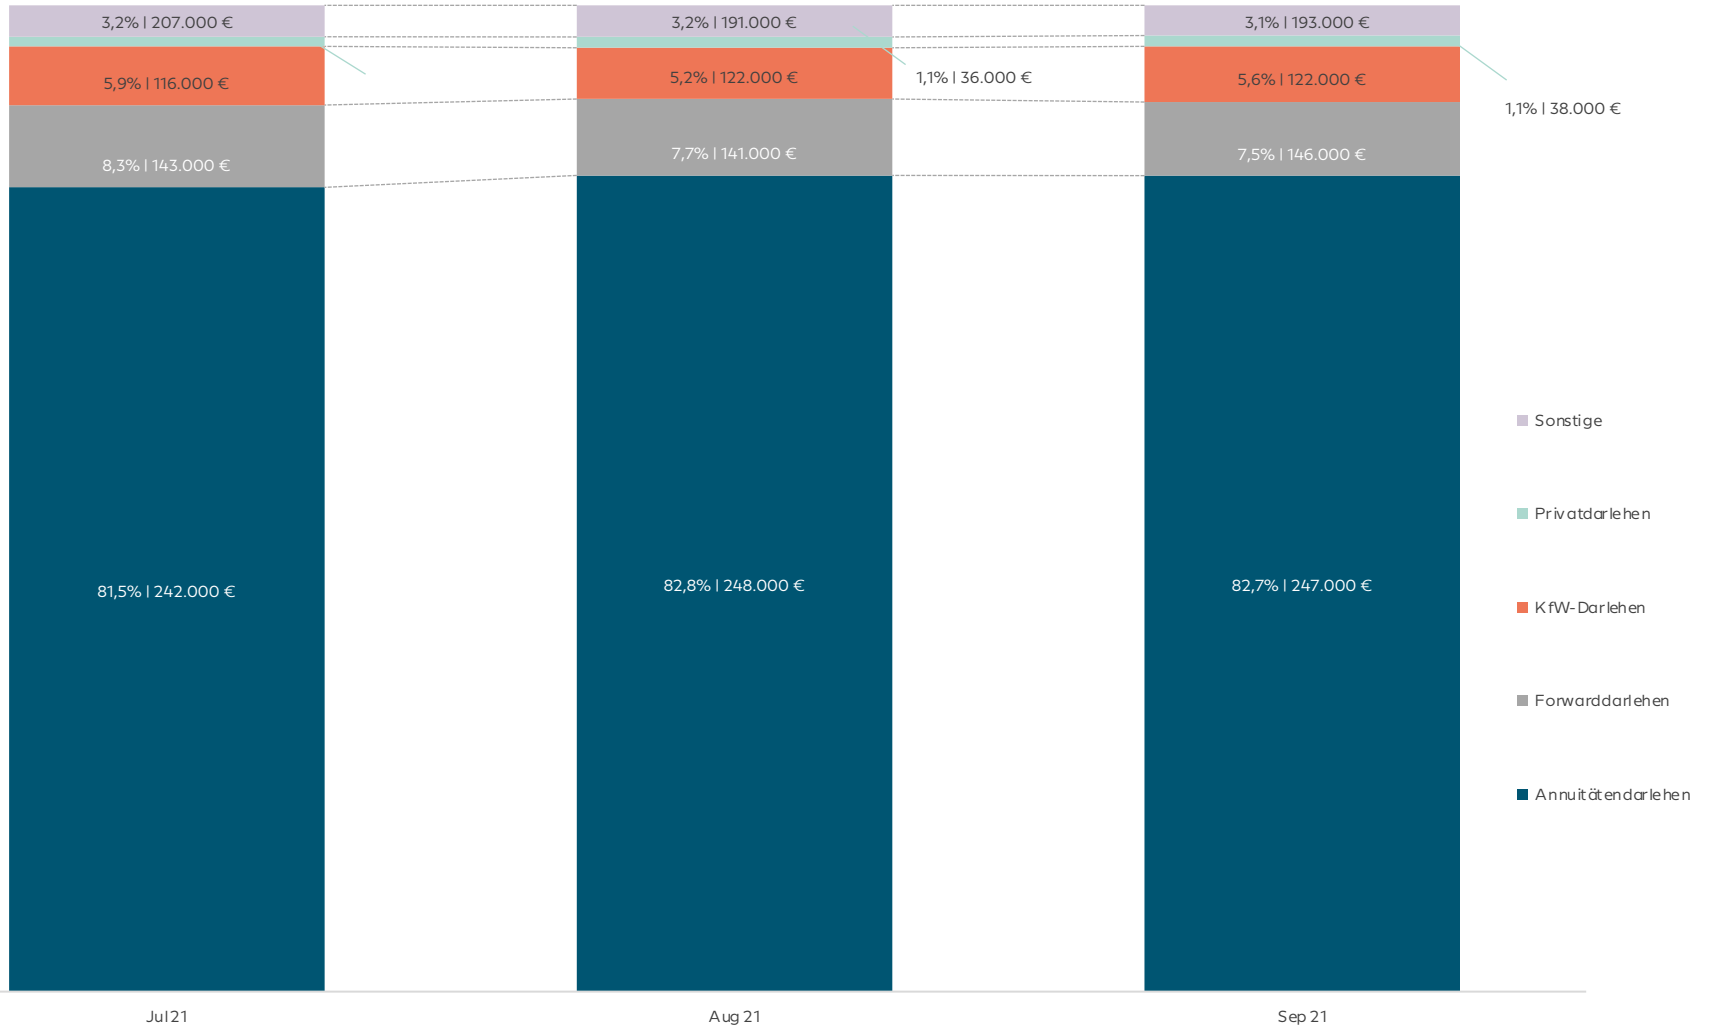 3,2% | 207.000 €
5,9% | 116.000 €
8,3% | 143.000 €
81,5% | 242.000 €
Jul 21
3,2% | 191.000 €
1,1% | 36.000 €
5,2% | 122.000 €
7,7% | 141.000 €
82,8% | 248.000 €
Aug 21
3,1% | 193.000 €
1,1% | 38.000 €
5,6% | 122.000 €
7,5% | 146.000 €
82,7% | 247.000 €
Sep 21
Sonstige
Privatdarlehen
KfW-Darlehen
Forwarddarlehen
Annuitätendarlehen